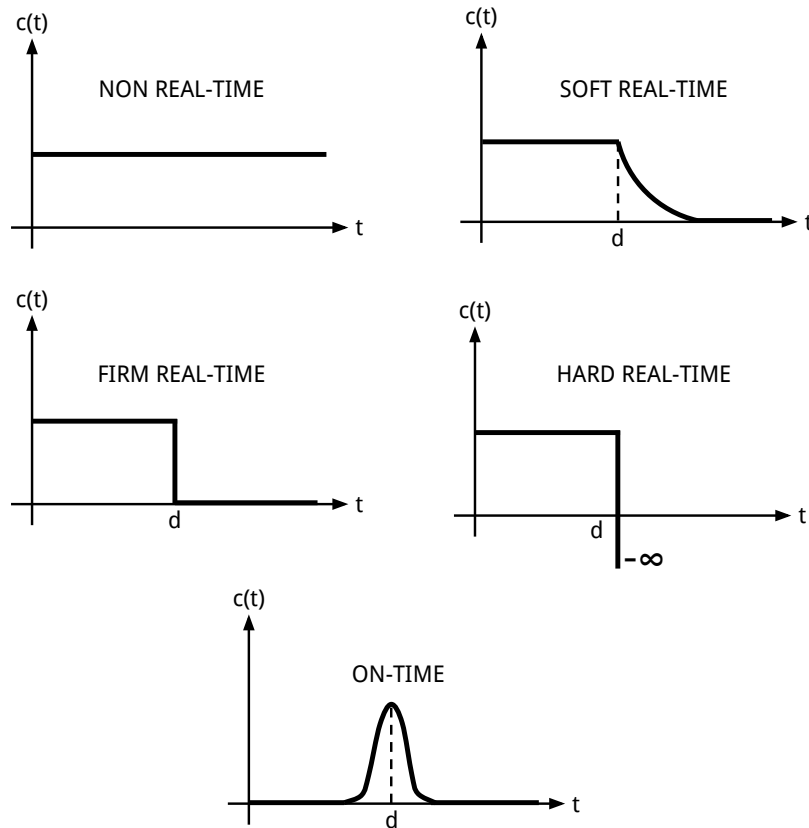 c(t)
NON REAL-TIME
t
c(t)
SOFT REAL-TIME
d
t
c(t)
FIRM REAL-TIME
d
t
c(t)
HARD REAL-TIME
d
t
-∞
c(t)
ON-TIME
d
t